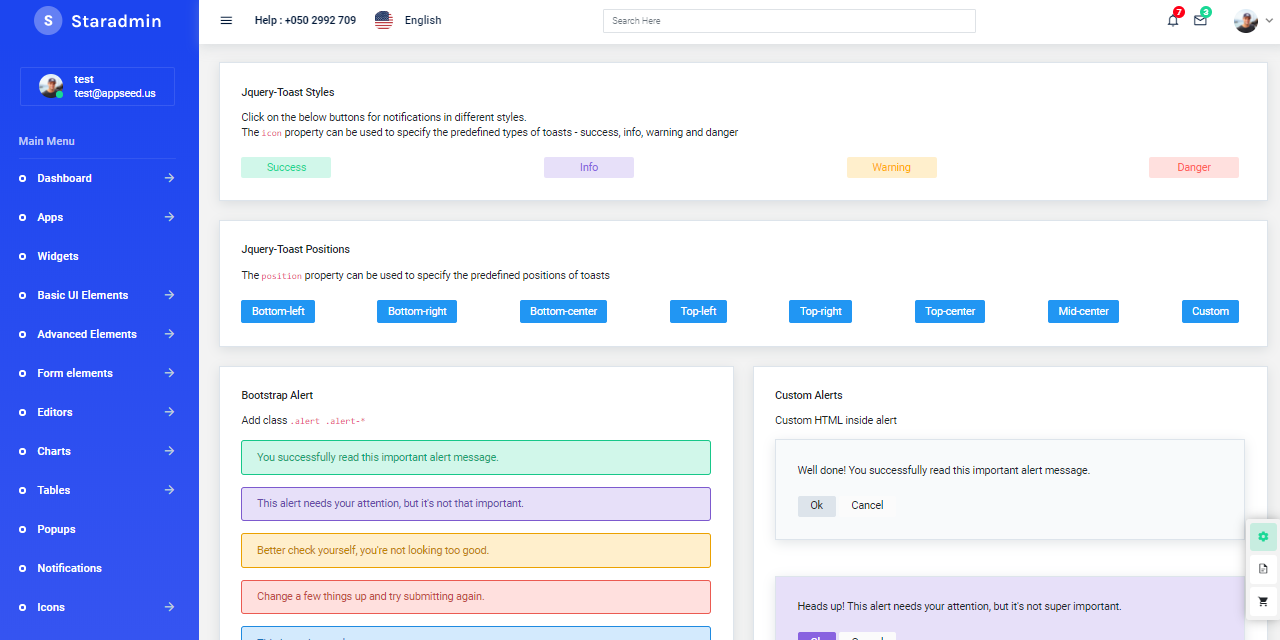 S Staradmin
Help : +050 2992 709
English
Search Here
7
3
test
test@appseed.us
Main Menu
Dashboard
Apps
Widgets
Basic UI Elements
Advanced Elements
Form elements
Editors
Charts
Tables
Popups
Notifications
Icons
Jquery-Toast Styles
Click on the below buttons for notifications in different styles.
The icon property can be used to specify the predefined types of toasts - success, info, warning and danger
Success Info Warning Danger
Jquery-Toast Positions
The position property can be used to specify the predefined positions of toasts
Bottom-left Bottom-right Bottom-center Top-left Top-right Top-center Mid-center Custom
Bootstrap Alert
Add class .alert .alert-*
You successfully read this important alert message.
This alert needs your attention, but it's not that important.
Better check yourself, you're not looking too good.
Change a few things up and try submitting again.
Custom Alerts
Custom HTML inside alert
Well done! You successfully read this important alert message.
Ok Cancel
Heads up! This alert needs your attention, but it's not super important.